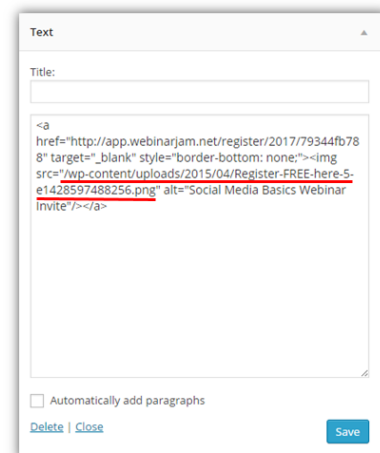 Text
Title:
<a
href="http://app.webinarjam.net/register/2017/79344fb78
8" target="_blank" style="border-bottom: none;"><img
src="/wp-content/uploads/2015/04/Register-FREE-here-5-
e1428597488256.png" alt="Social Media Basics Webinar
Invite"/></a>
Automatically add paragraphs
Delete | Close
Save